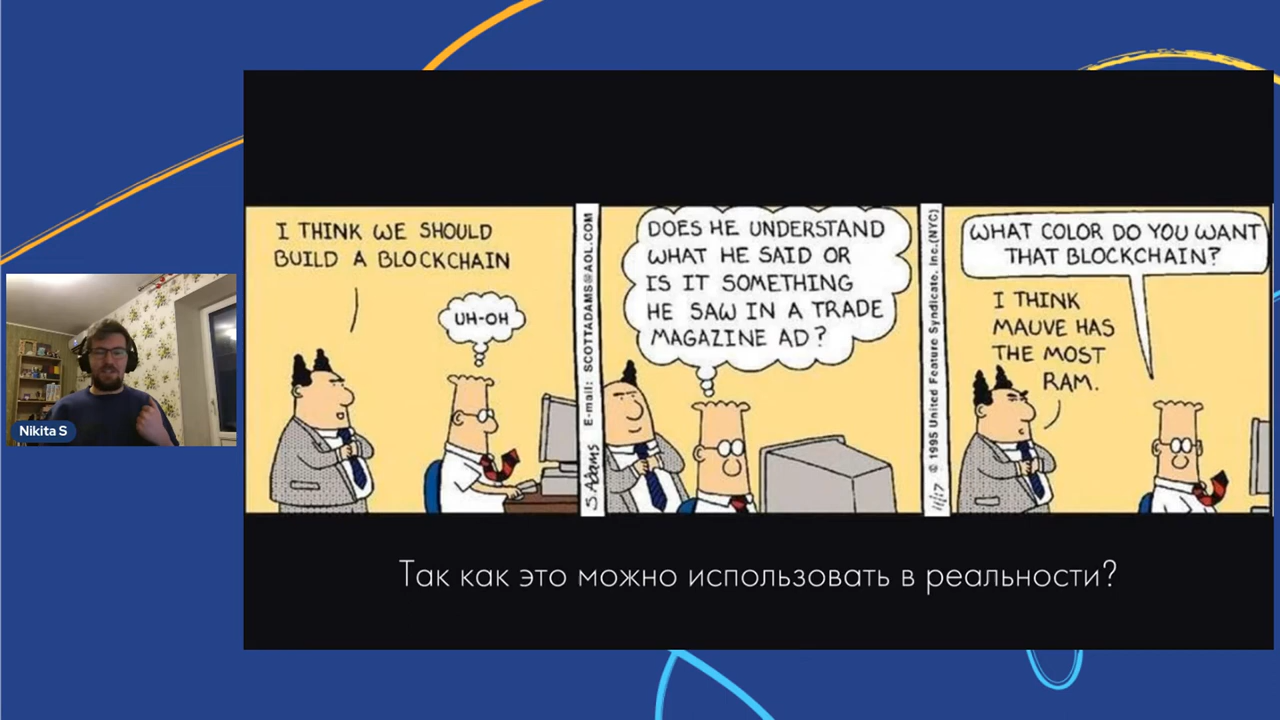 I THINK WE SHOULD
BUILD A BLOCKCHAIN
UH-OH
S. Adams E-mail: SCOTTADAMS@AOL.COM
DOES HE UNDERSTAND
WHAT HE SAID OR
IS IT SOMETHING
HE SAW IN A TRADE
MAGAZINE AD?
11/17 © 1995 United Feature Syndicate, Inc.(NYC)
WHAT COLOR DO YOU WANT
THAT BLOCKCHAIN?
I THINK
MAUVE HAS
THE MOST
RAM.
Nikita S
Так как это можно использовать в реальности?